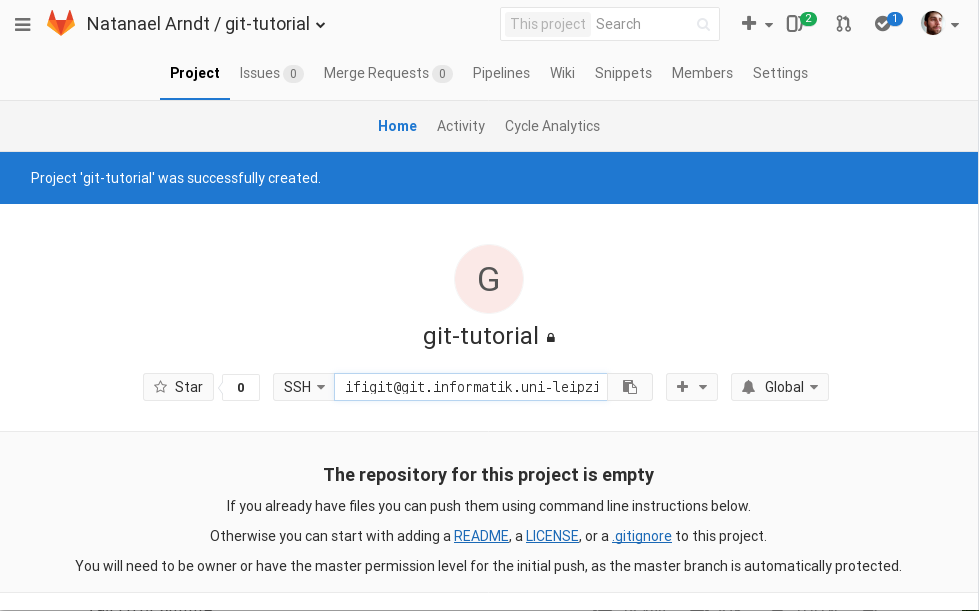 Natanael Arndt / git-tutorial
This project Search
2
1
Project Issues 0 Merge Requests 0 Pipelines Wiki Snippets Members Settings
Home Activity Cycle Analytics
Project 'git-tutorial' was successfully created.
G
git-tutorial
Star 0 SSH ifigit@git.informatik.uni-leipzi Global
The repository for this project is empty
If you already have files you can push them using command line instructions below.
Otherwise you can start with adding a README, a LICENSE, or a .gitignore to this project.
You will need to be owner or have the master permission level for the initial push, as the master branch is automatically protected.